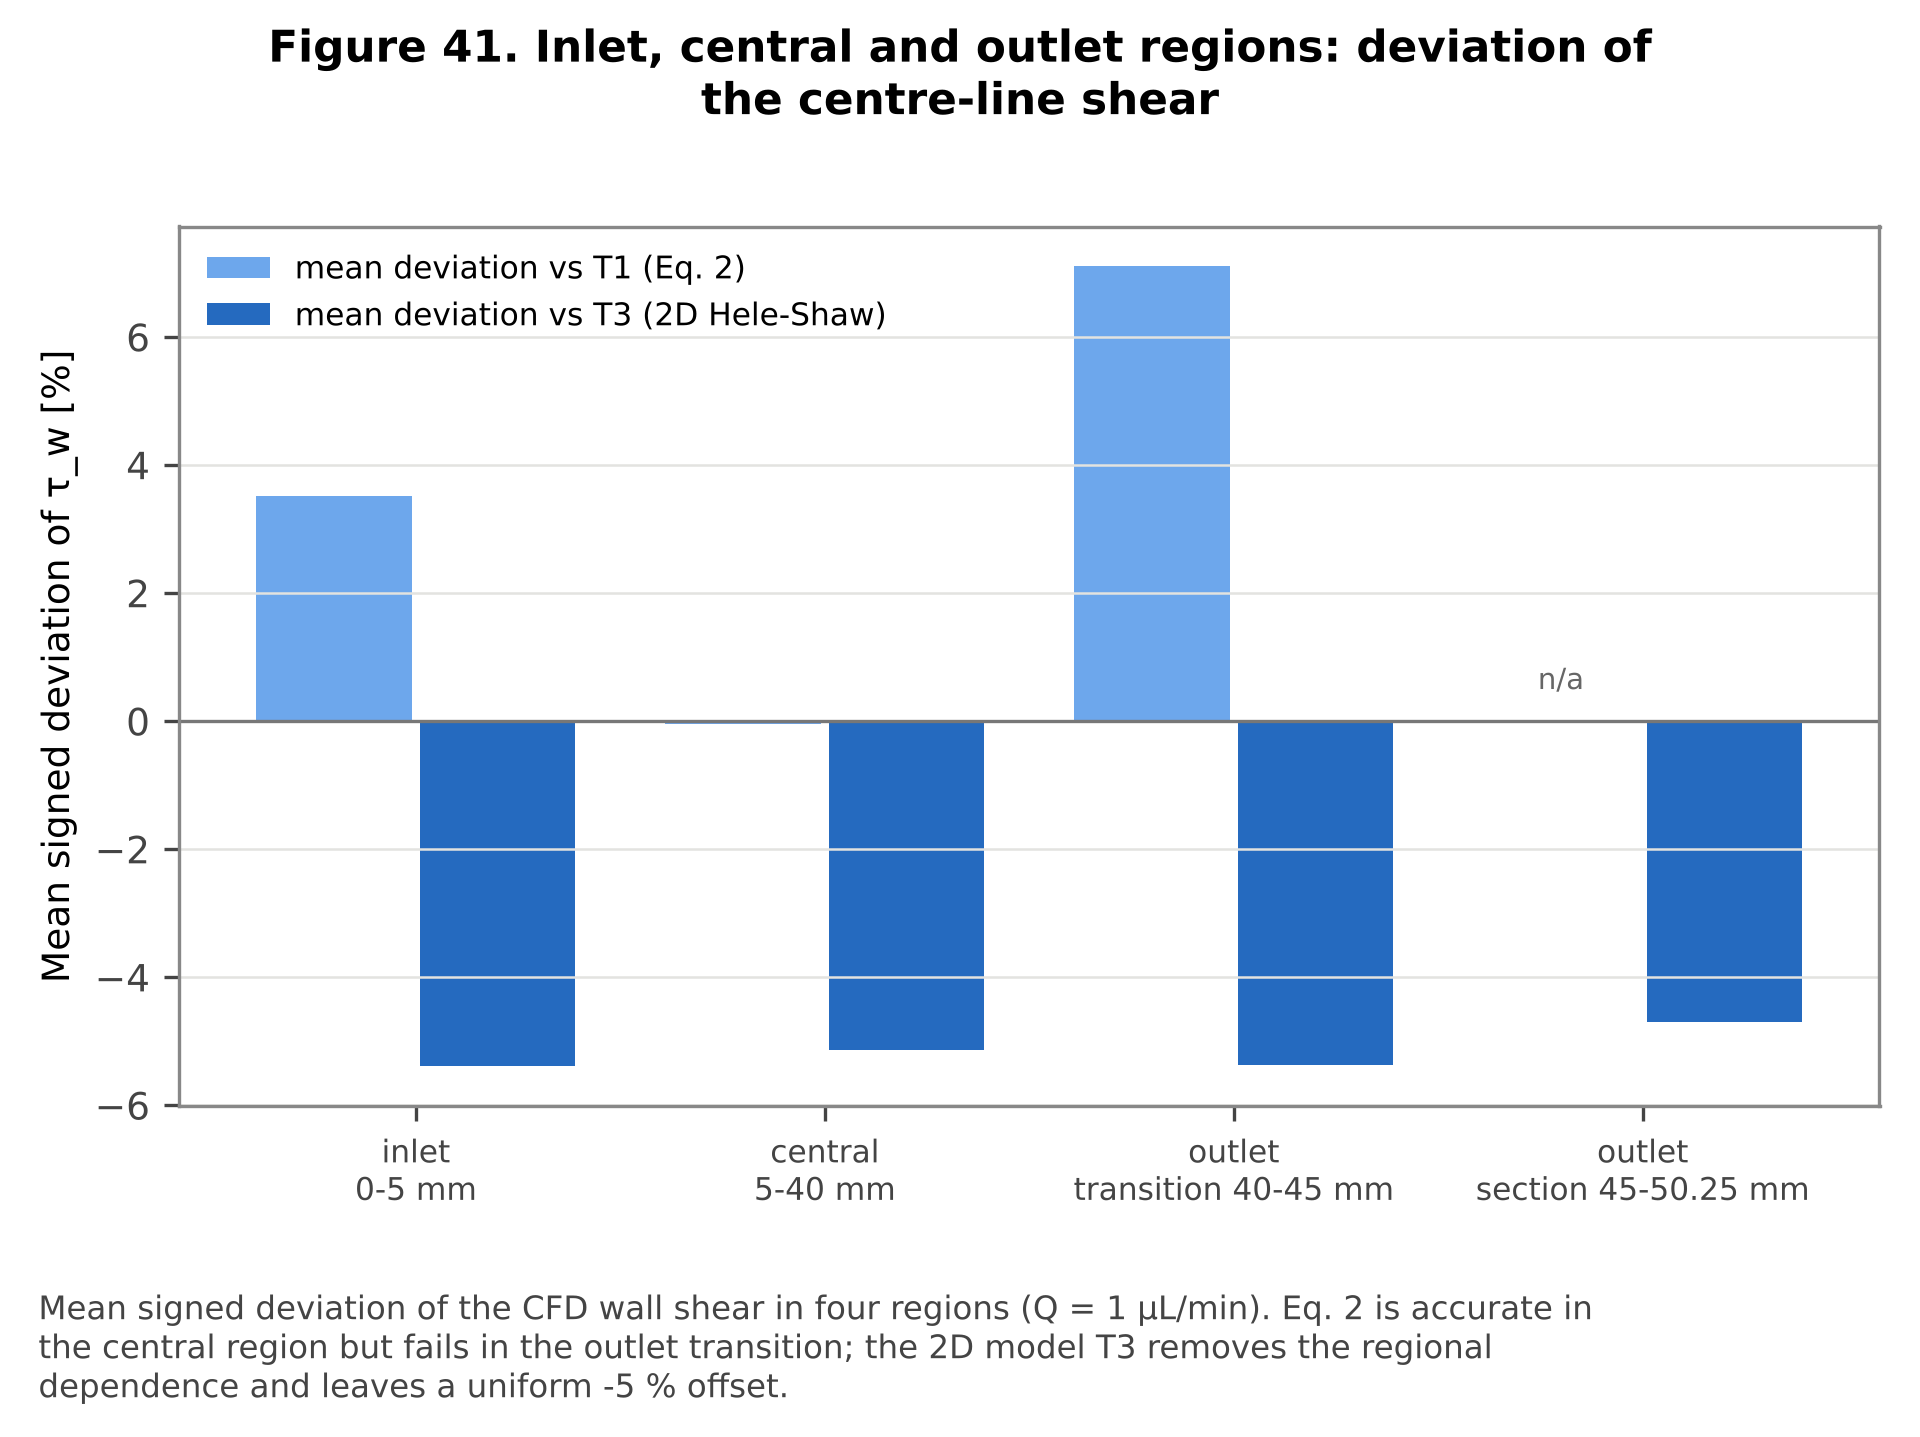 Figure 41. Inlet, central and outlet regions: deviation of
the centre-line shear
mean deviation vs T1 (Eq. 2)
mean deviation vs T3 (2D Hele-Shaw)
Mean signed deviation of τ_w [%]
6
4
2
0
−2
−4
−6
n/a
inlet
0-5 mm
central
5-40 mm
outlet
transition 40-45 mm
outlet
section 45-50.25 mm
Mean signed deviation of the CFD wall shear in four regions (Q = 1 µL/min). Eq. 2 is accurate in
the central region but fails in the outlet transition; the 2D model T3 removes the regional
dependence and leaves a uniform -5 % offset.